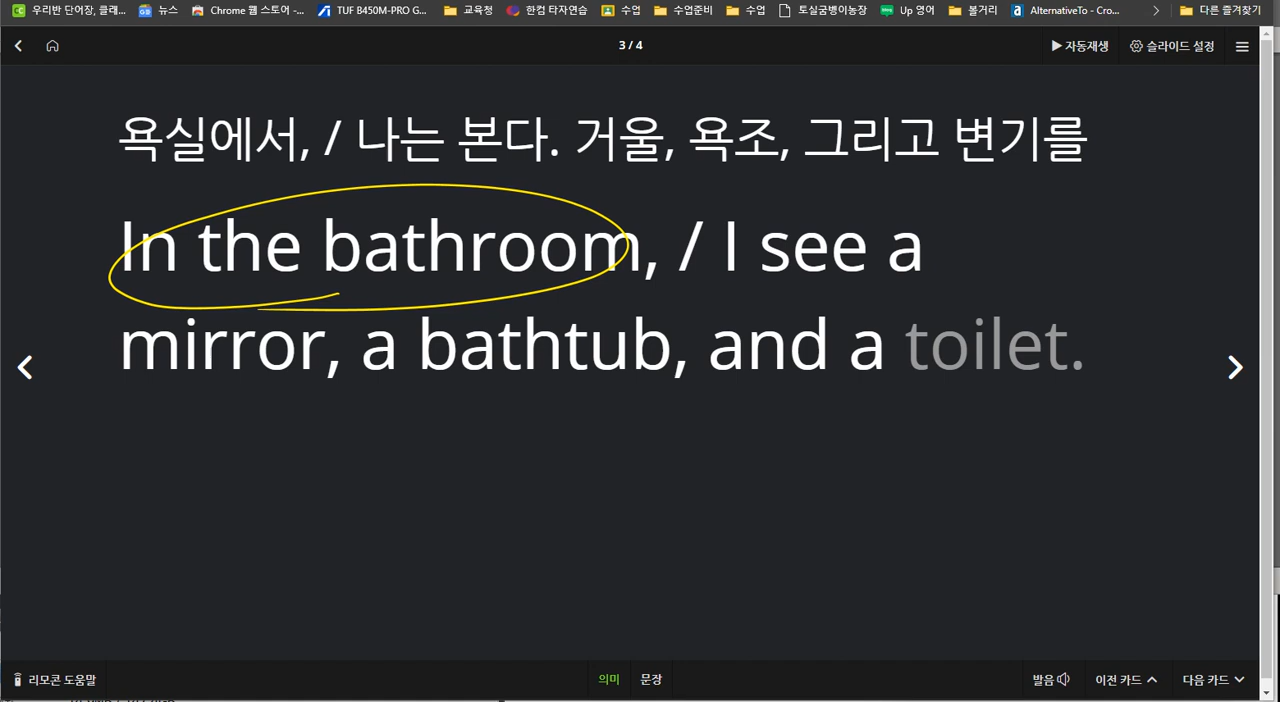 우리반 단어장, 클래... 뉴스 Chrome 웹 스토어 -... TUF B450M-PRO G... 교육청 한컴 타자연습 수업 수업준비 수업 토실굼벵이농장 Up 영어 볼거리 AlternativeTo - Cro... 다른 즐겨찾기
3 / 4 자동재생 슬라이드 설정
욕실에서, / 나는 본다. 거울, 욕조, 그리고 변기를
In the bathroom, / I see a
mirror, a bathtub, and a toilet.
리모콘 도움말 의미 문장 발음 이전 카드 다음 카드